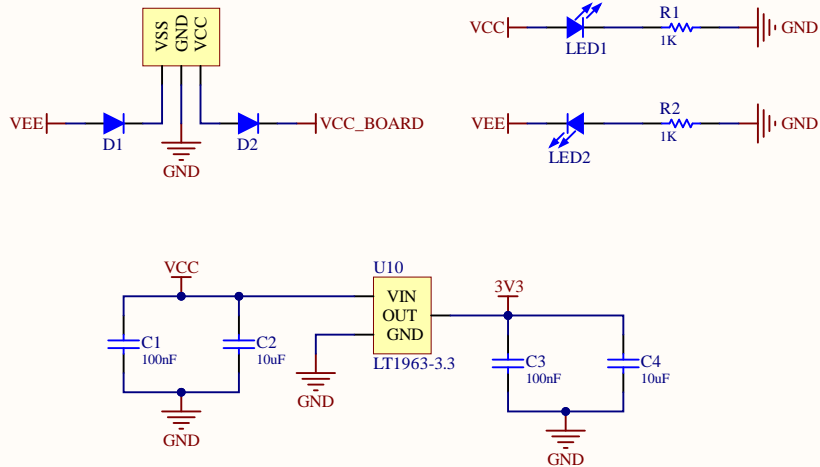 VSS
GND
VCC
VEE
D1
GND
D2
VCC_BOARD
VCC
LED1
R1
1K
GND
VEE
LED2
R2
1K
GND
VCC
C1
100nF
C2
10uF
GND
U10
VIN
OUT
GND
LT1963-3.3
GND
3V3
C3
100nF
C4
10uF
GND